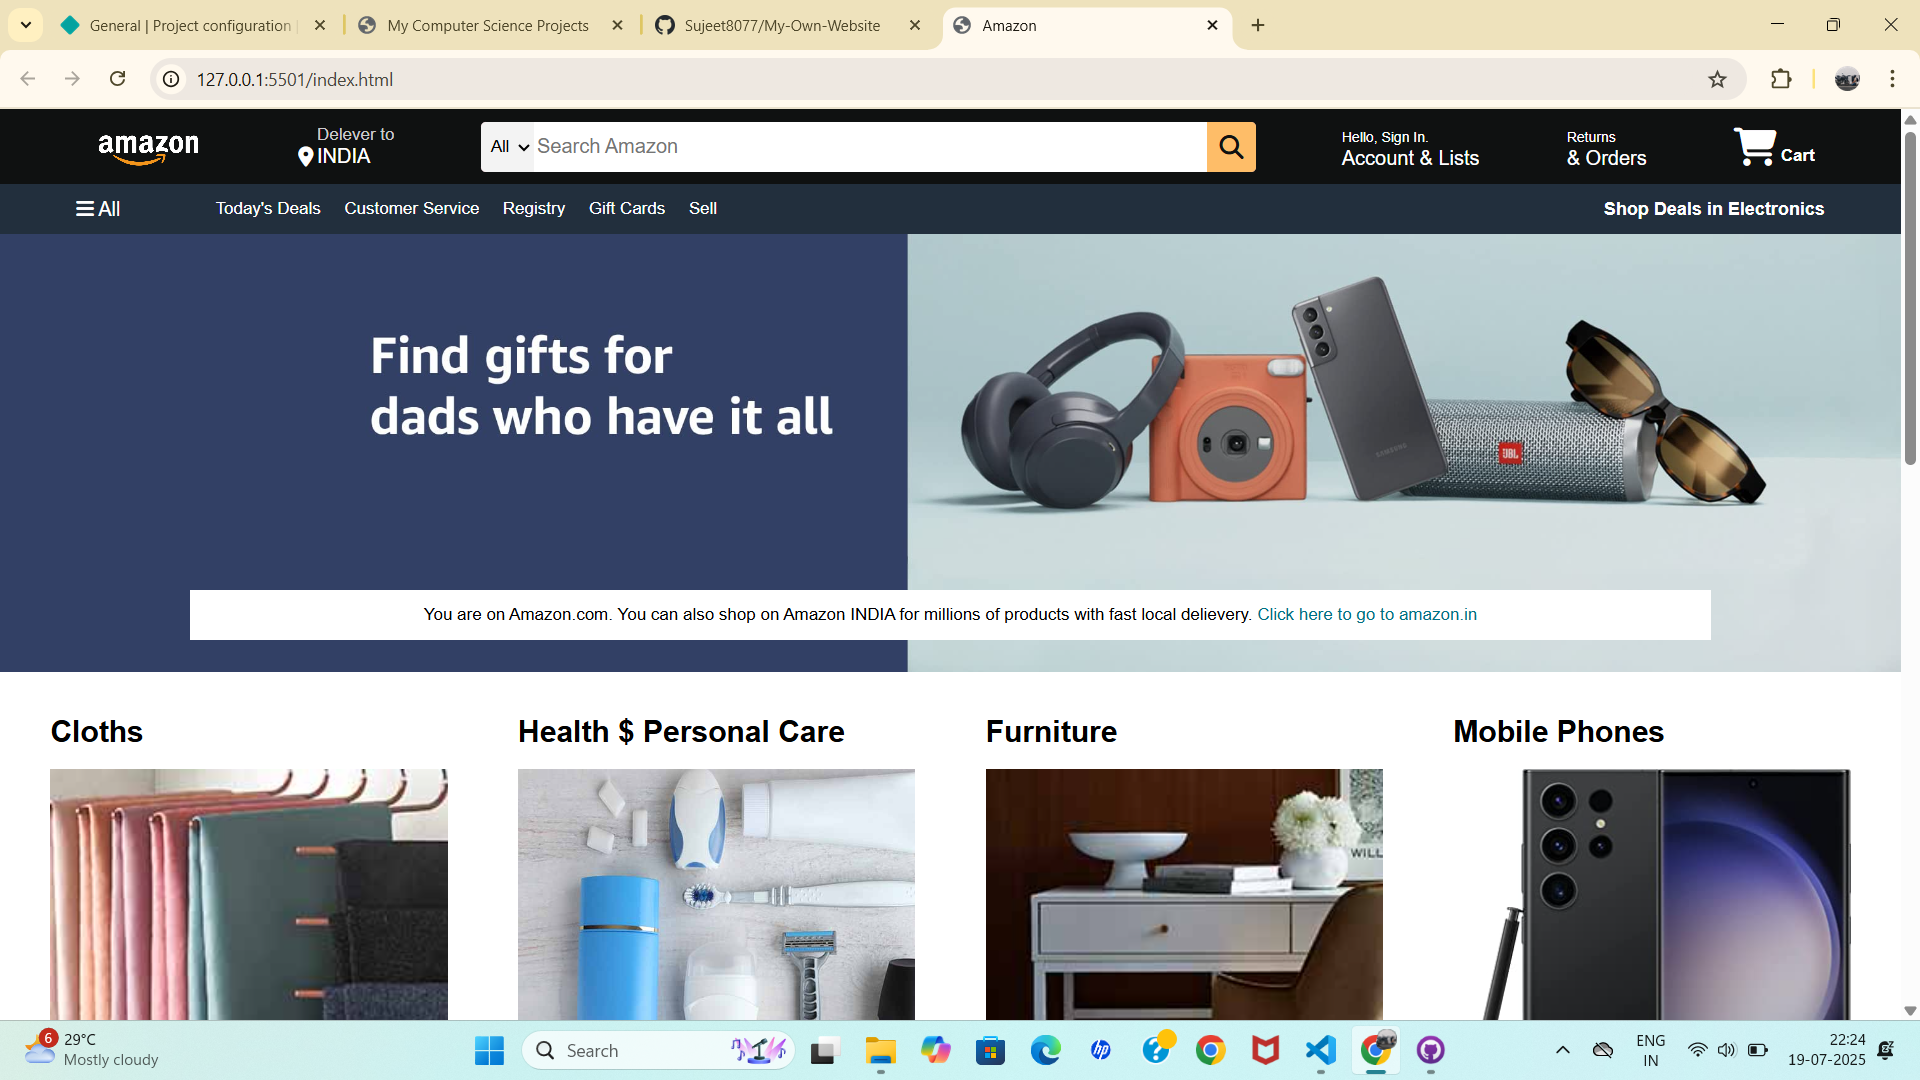 General | Project configuration
My Computer Science Projects
Sujeet8077/My-Own-Website
Amazon
127.0.0.1:5501/index.html
amazon
Delever to
INDIA
All
Search Amazon
Hello, Sign In.
Account & Lists
Returns
& Orders
Cart
All
Today's Deals
Customer Service
Registry
Gift Cards
Sell
Shop Deals in Electronics
Find gifts for
dads who have it all
SAMSUNG
JBL
You are on Amazon.com. You can also shop on Amazon INDIA for millions of products with fast local delievery. Click here to go to amazon.in
Cloths
Health $ Personal Care
Furniture
Mobile Phones
WILL
6
29°C
Mostly cloudy
Search
hp
ENG
IN
22:24
19-07-2025